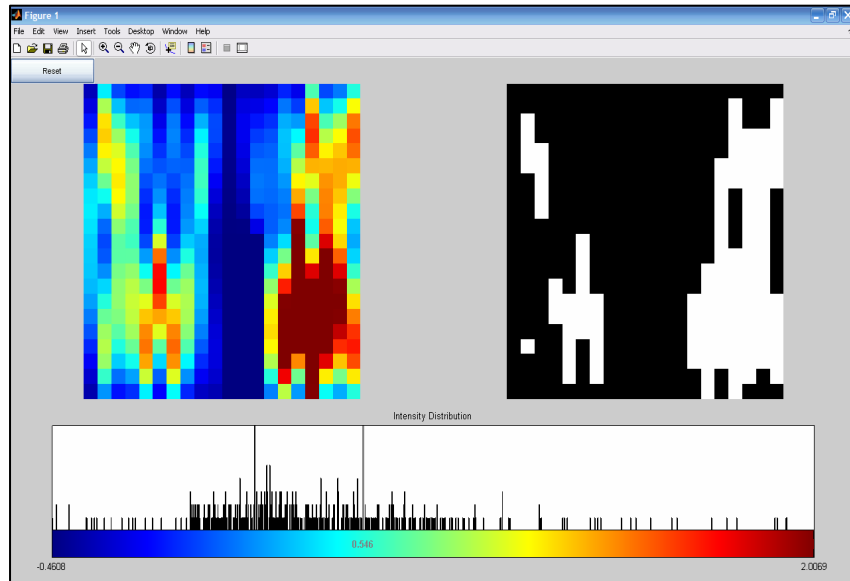 Figure 1
File Edit View Insert Tools Desktop Window Help
Reset
Intensity Distribution
0.546
-0.4608 2.0069